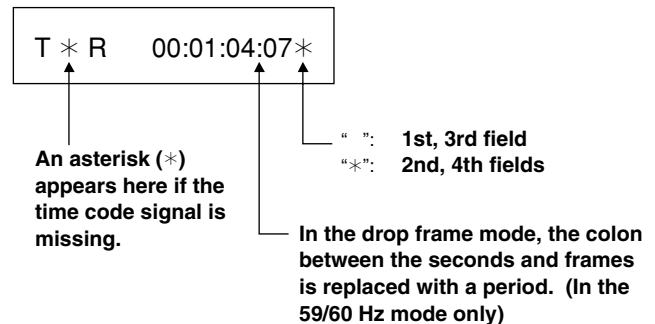 T ✳ R 00:01:04:07✳
“ ”: 1st, 3rd field
“✳”: 2nd, 4th fields
An asterisk (✳)
appears here if the
time code signal is
missing.
In the drop frame mode, the colon
between the seconds and frames
is replaced with a period. (In the
59/60 Hz mode only)